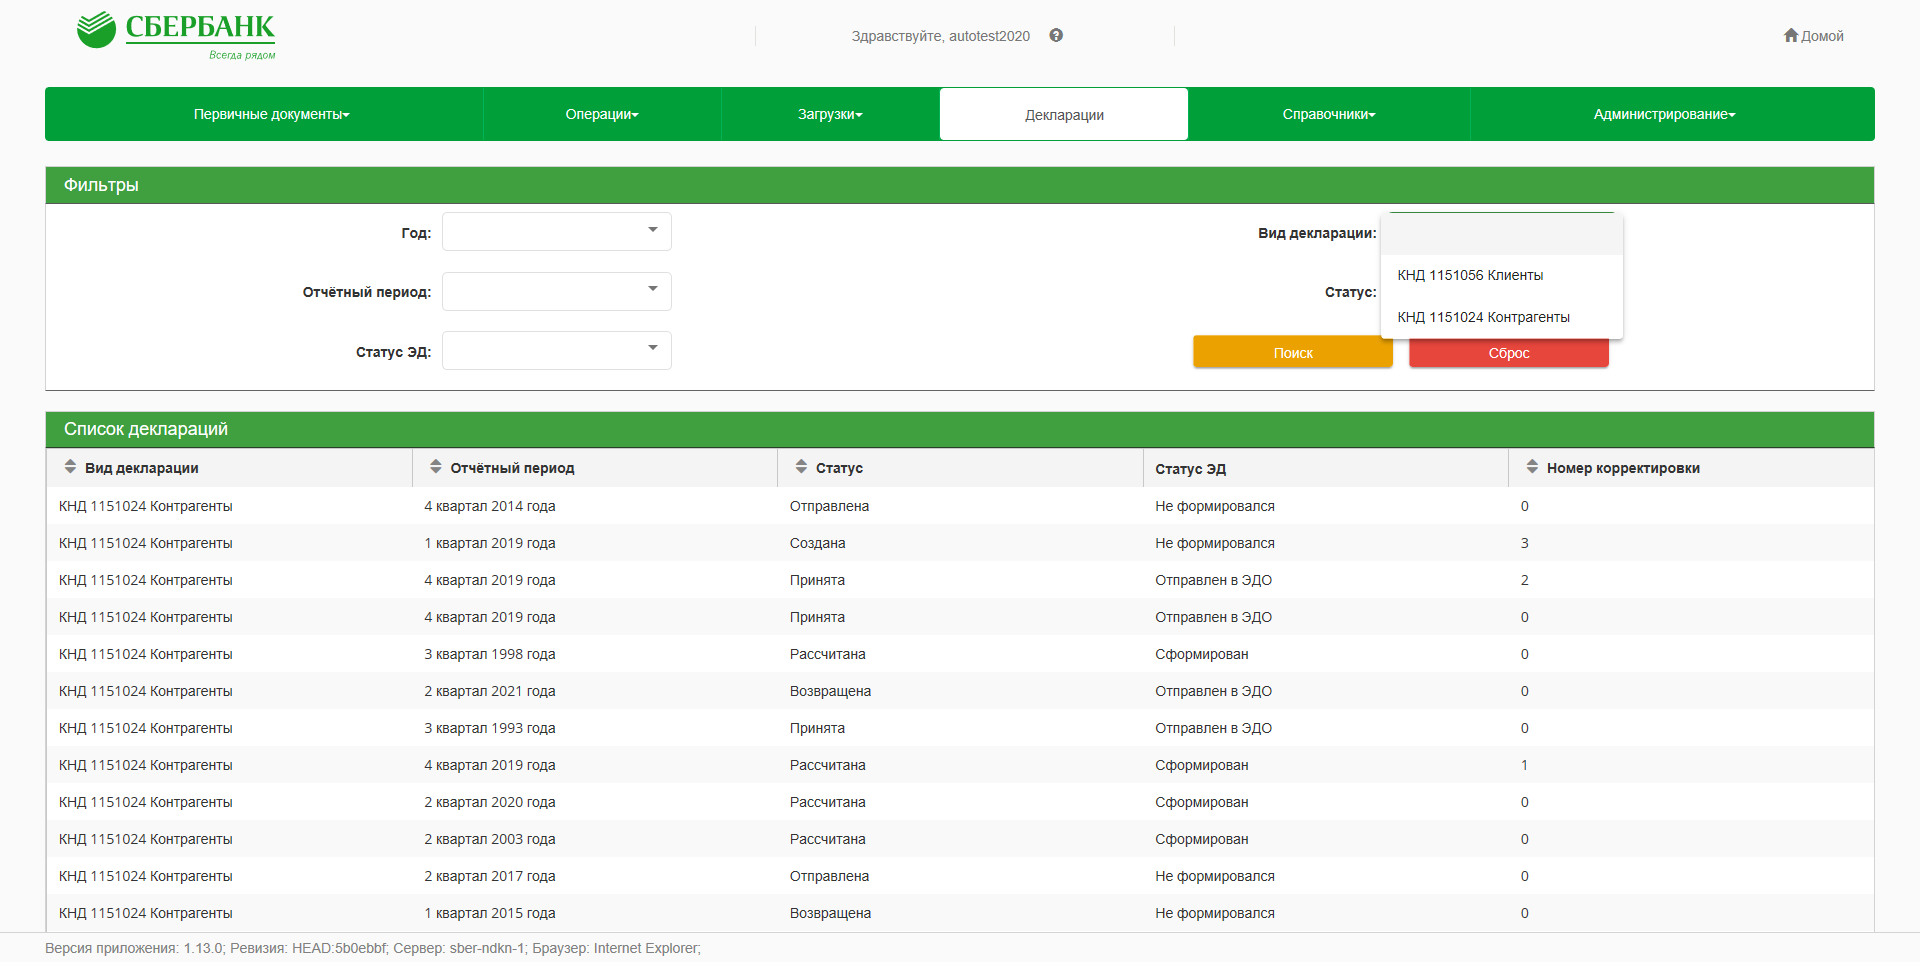 СБЕРБАНК
Всегда рядом
Здравствуйте, autotest2020
Домой
Первичные документы Операции Загрузки Декларации Справочники Администрирование
Фильтры
Год: Вид декларации:
КНД 1151056 Клиенты
Отчётный период: Статус:
КНД 1151024 Контрагенты
Статус ЭД: Поиск Сброс
Список деклараций
Вид декларации Отчётный период Статус Статус ЭД Номер корректировки
КНД 1151024 Контрагенты 4 квартал 2014 года Отправлена Не формировался 0
КНД 1151024 Контрагенты 1 квартал 2019 года Создана Не формировался 3
КНД 1151024 Контрагенты 4 квартал 2019 года Принята Отправлен в ЭДО 2
КНД 1151024 Контрагенты 4 квартал 2019 года Принята Отправлен в ЭДО 0
КНД 1151024 Контрагенты 3 квартал 1998 года Рассчитана Сформирован 0
КНД 1151024 Контрагенты 2 квартал 2021 года Возвращена Отправлен в ЭДО 0
КНД 1151024 Контрагенты 3 квартал 1993 года Принята Отправлен в ЭДО 0
КНД 1151024 Контрагенты 4 квартал 2019 года Рассчитана Сформирован 1
КНД 1151024 Контрагенты 2 квартал 2020 года Рассчитана Сформирован 0
КНД 1151024 Контрагенты 2 квартал 2003 года Рассчитана Сформирован 0
КНД 1151024 Контрагенты 2 квартал 2017 года Отправлена Не формировался 0
КНД 1151024 Контрагенты 1 квартал 2015 года Возвращена Не формировался 0
Версия приложения: 1.13.0; Ревизия: HEAD:5b0ebbf; Сервер: sber-ndkn-1; Браузер: Internet Explorer;